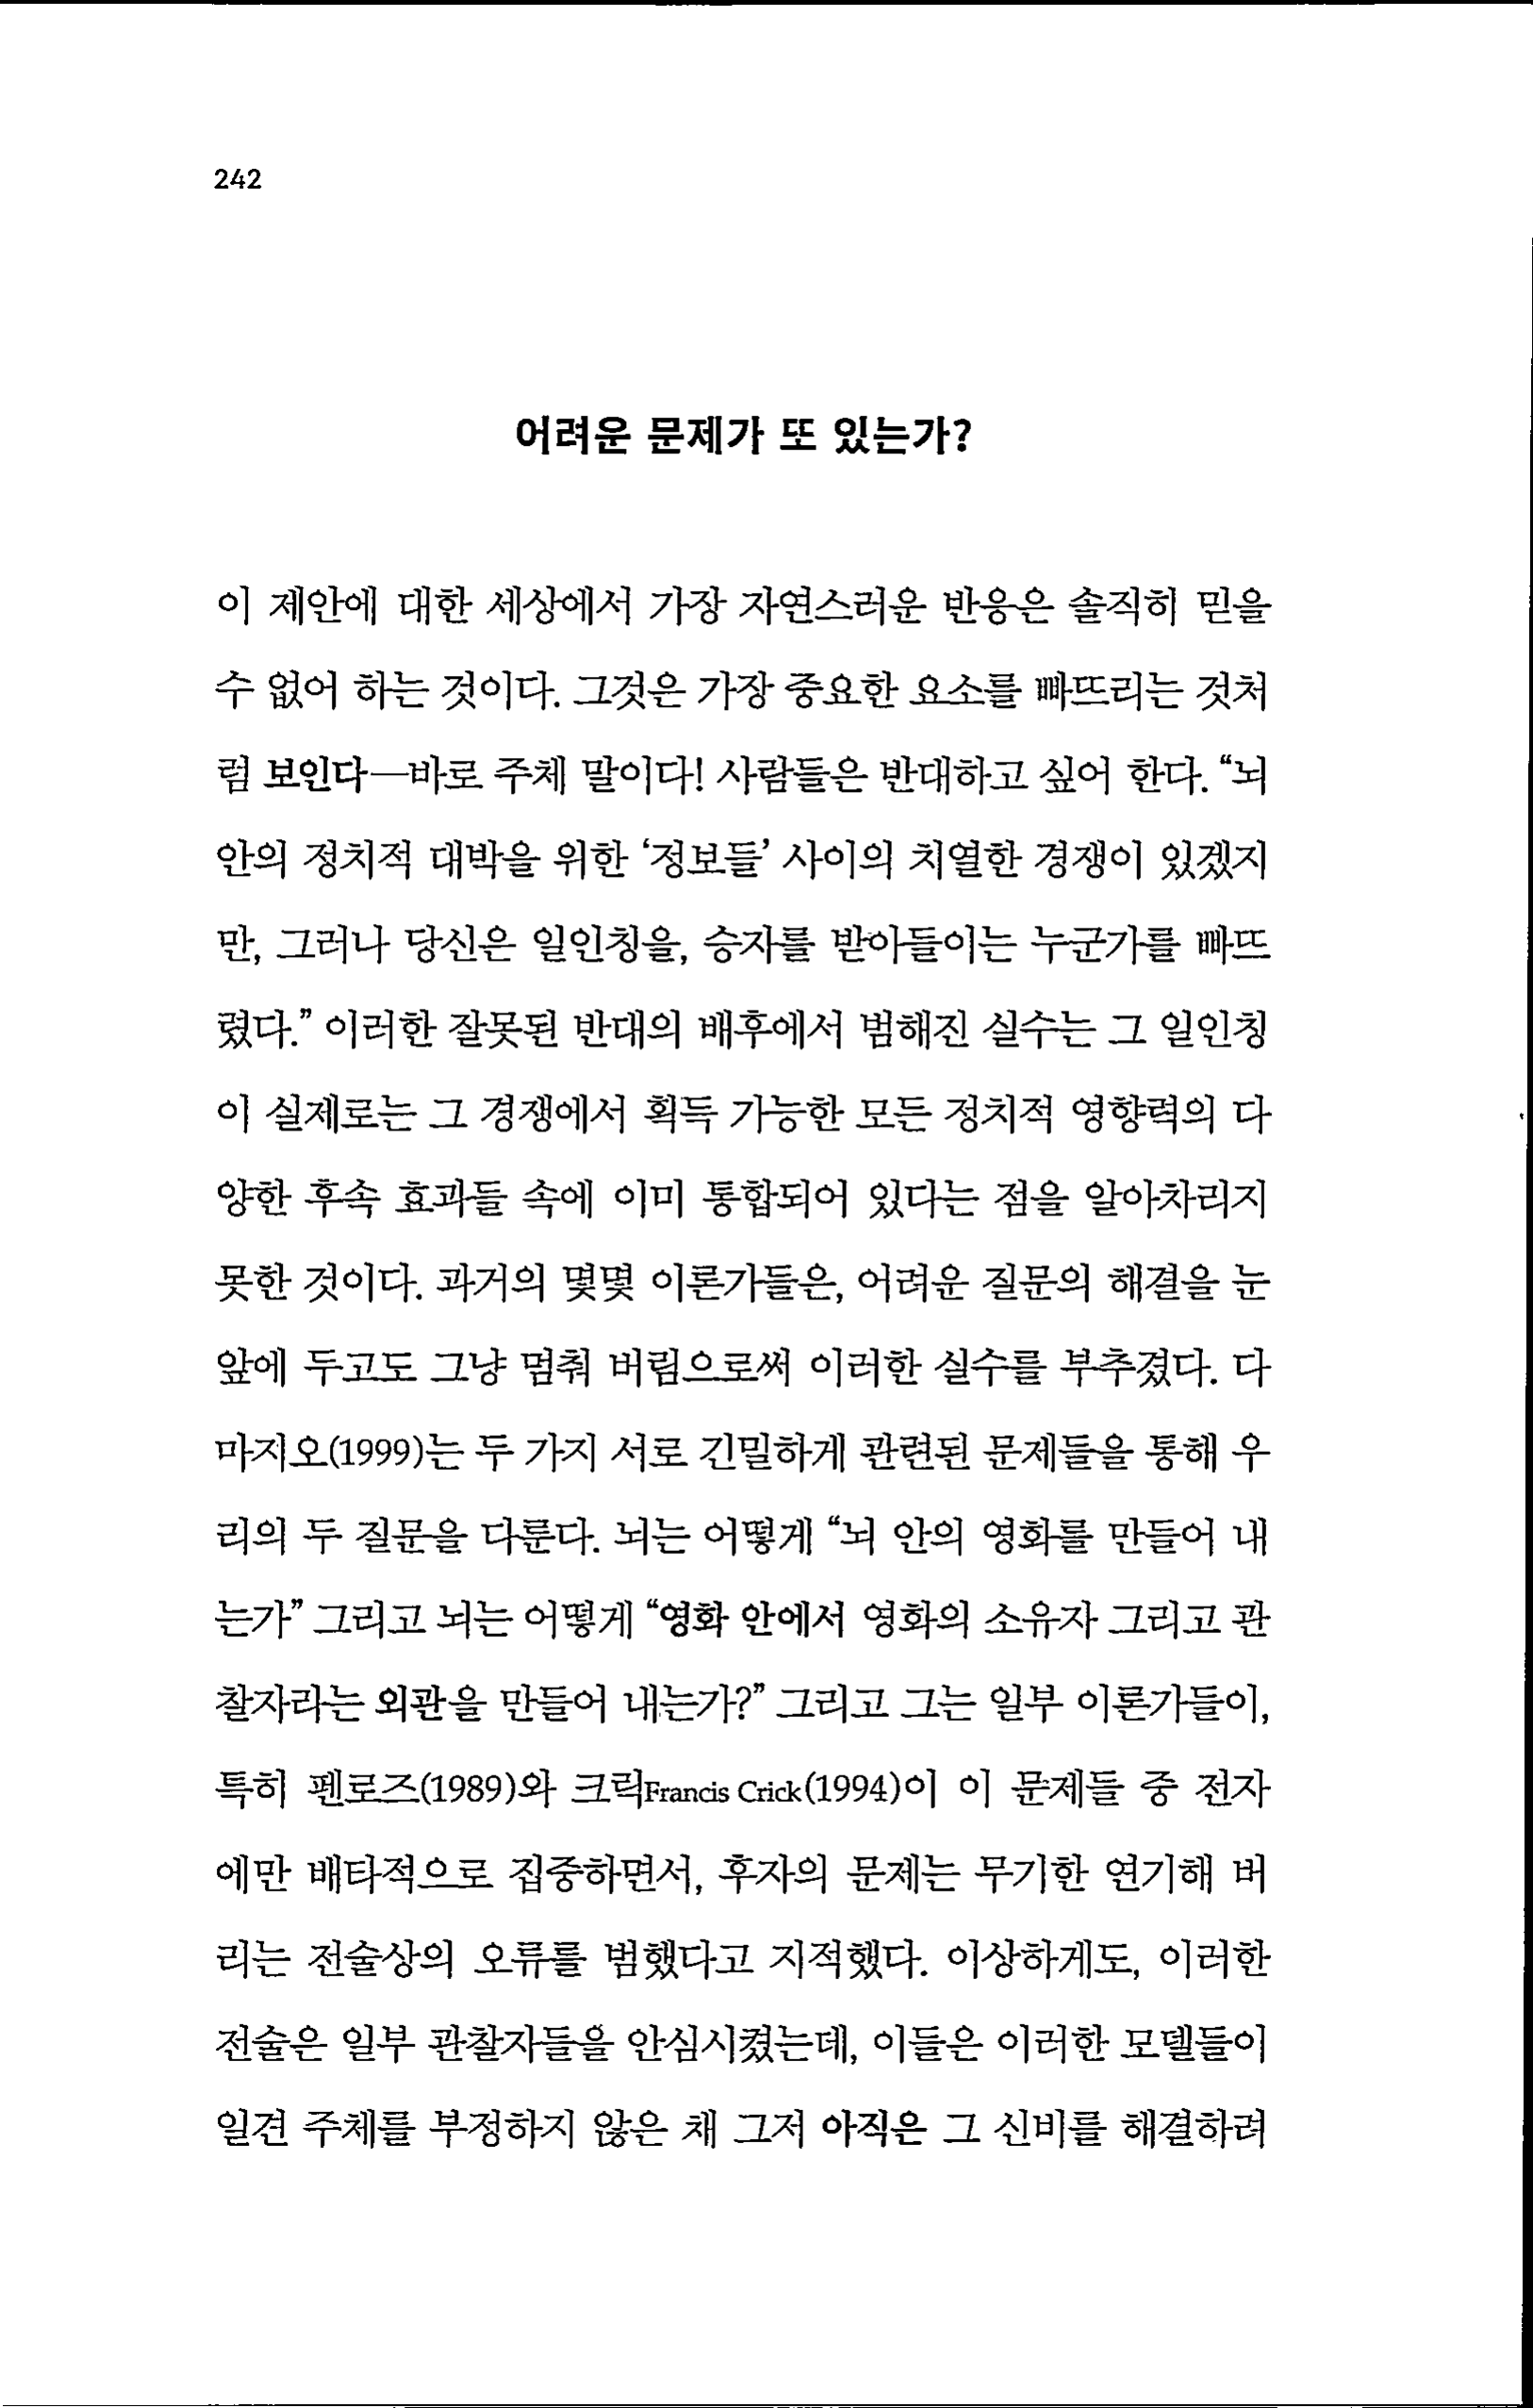 242
어려운 문제가 또 있는가?
이 제안에 대한 세상에서 가장 자연스러운 반응은 솔직히 믿을
수 없어 하는 것이다. 그것은 가장 중요한 요소를 빠뜨리는 것처
럼 보인다—바로 주체 말이다! 사람들은 반대하고 싶어 한다. “뇌
안의 정치적 대박을 위한 ‘정보들’ 사이의 치열한 경쟁이 있겠지
만, 그러나 당신은 일인칭을, 승자를 받아들이는 누군가를 빠뜨
렸다.” 이러한 잘못된 반대의 배후에서 범해진 실수는 그 일인칭
이 실제로는 그 경쟁에서 획득 가능한 모든 정치적 영향력의 다
양한 후속 효과들 속에 이미 통합되어 있다는 점을 알아차리지
못한 것이다. 과거의 몇몇 이론가들은, 어려운 질문의 해결을 눈
앞에 두고도 그냥 멈춰 버림으로써 이러한 실수를 부추겼다. 다
마지오(1999)는 두 가지 서로 긴밀하게 관련된 문제들을 통해 우
리의 두 질문을 다룬다. 뇌는 어떻게 “뇌 안의 영화를 만들어 내
는가” 그리고 뇌는 어떻게 “영화 안에서 영화의 소유자 그리고 관
찰자라는 외관을 만들어 내는가?” 그리고 그는 일부 이론가들이,
특히 펜로즈(1989)와 크릭Francis Crick(1994)이 이 문제들 중 전자
에만 배타적으로 집중하면서, 후자의 문제는 무기한 연기해 버
리는 전술상의 오류를 범했다고 지적했다. 이상하게도, 이러한
전술은 일부 관찰자들을 안심시켰는데, 이들은 이러한 모델들이
일견 주체를 부정하지 않은 채 그저 아직은 그 신비를 해결하려